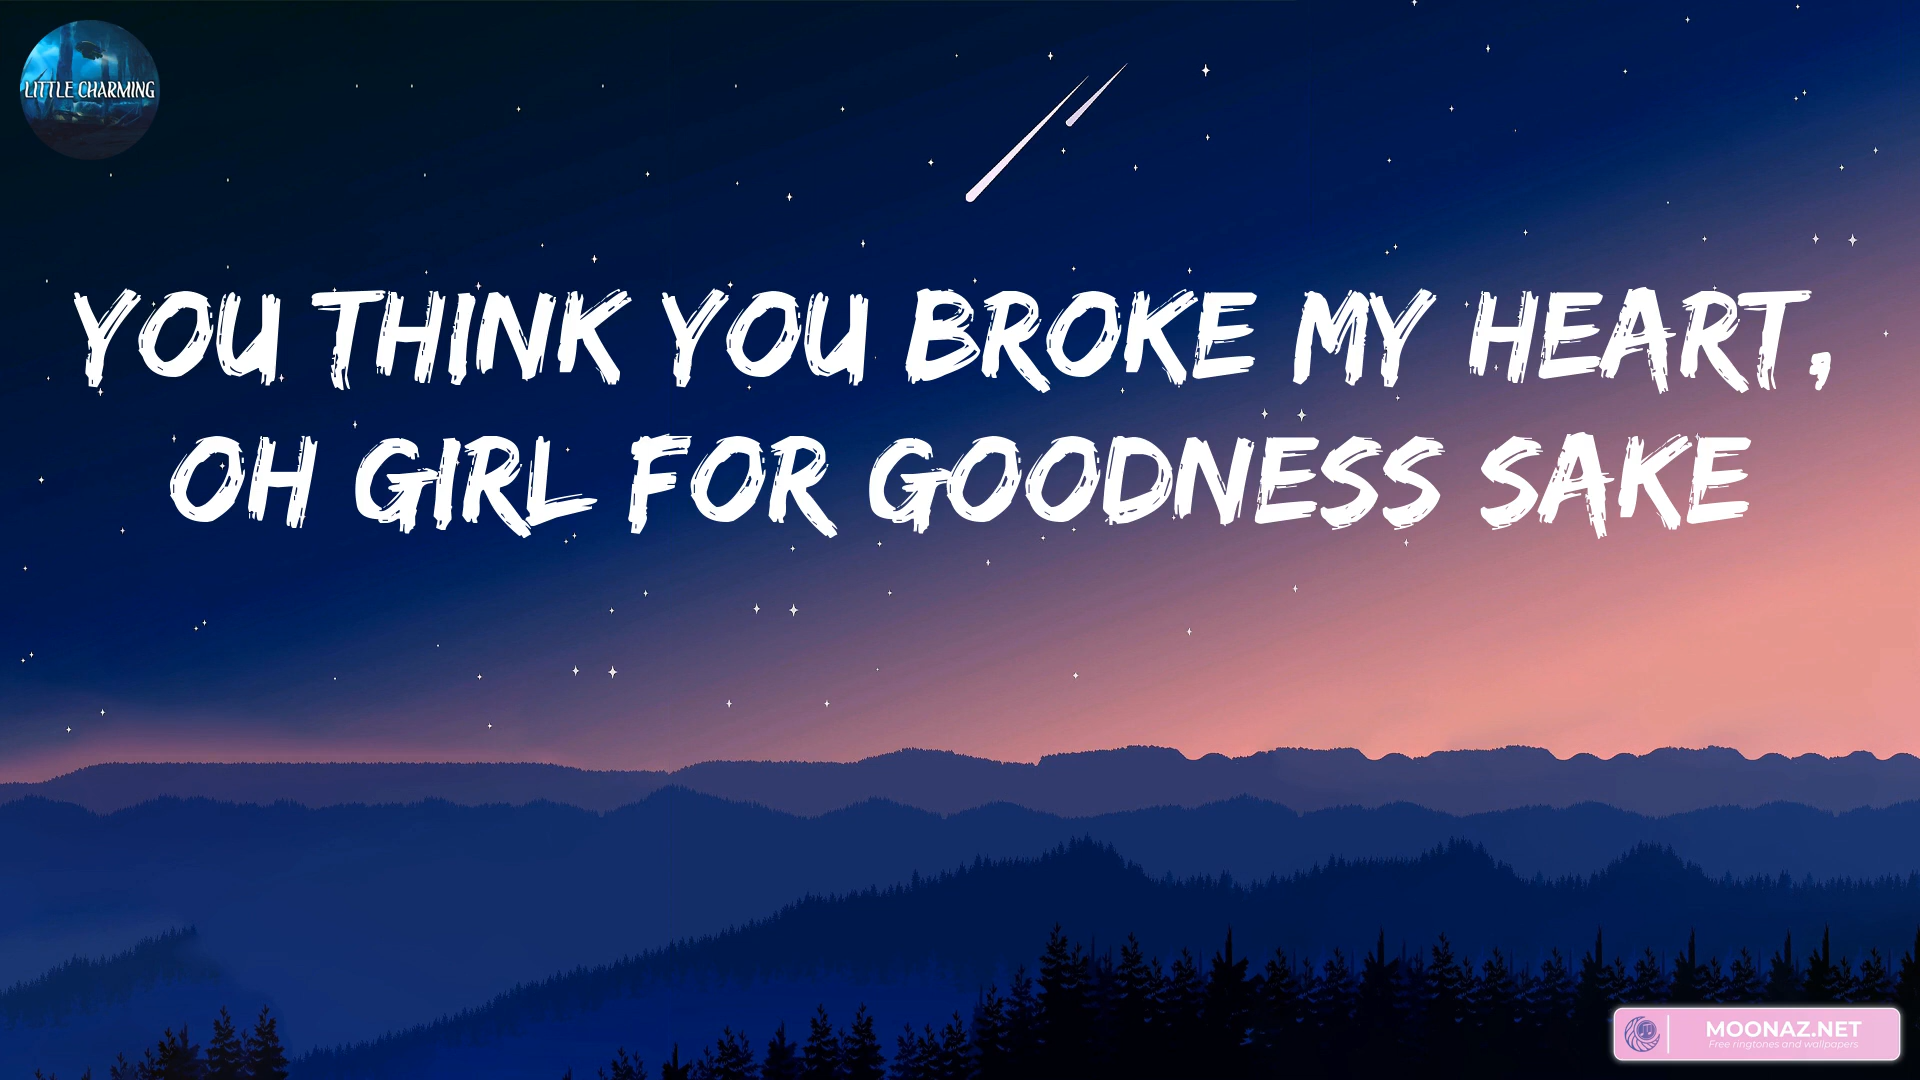 LITTLE CHARMING
YOU THINK YOU BROKE MY HEART,
OH GIRL FOR GOODNESS SAKE
MOONAZ.NET
Free ringtones and wallpapers